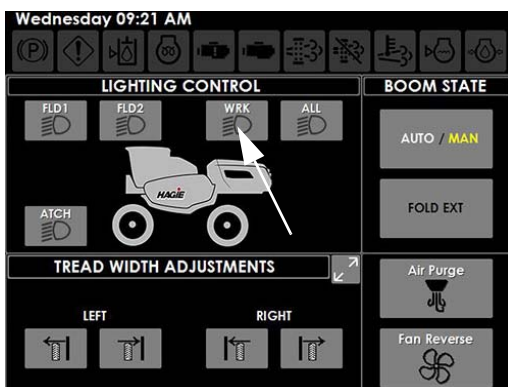 Wednesday 09:21 AM
(P)
LIGHTING CONTROL
BOOM STATE
FLD1
FLD2
WRK
ALL
AUTO / MAN
HAGIE
ATCH
FOLD EXT
TREAD WIDTH ADJUSTMENTS
Air Purge
LEFT
RIGHT
Fan Reverse